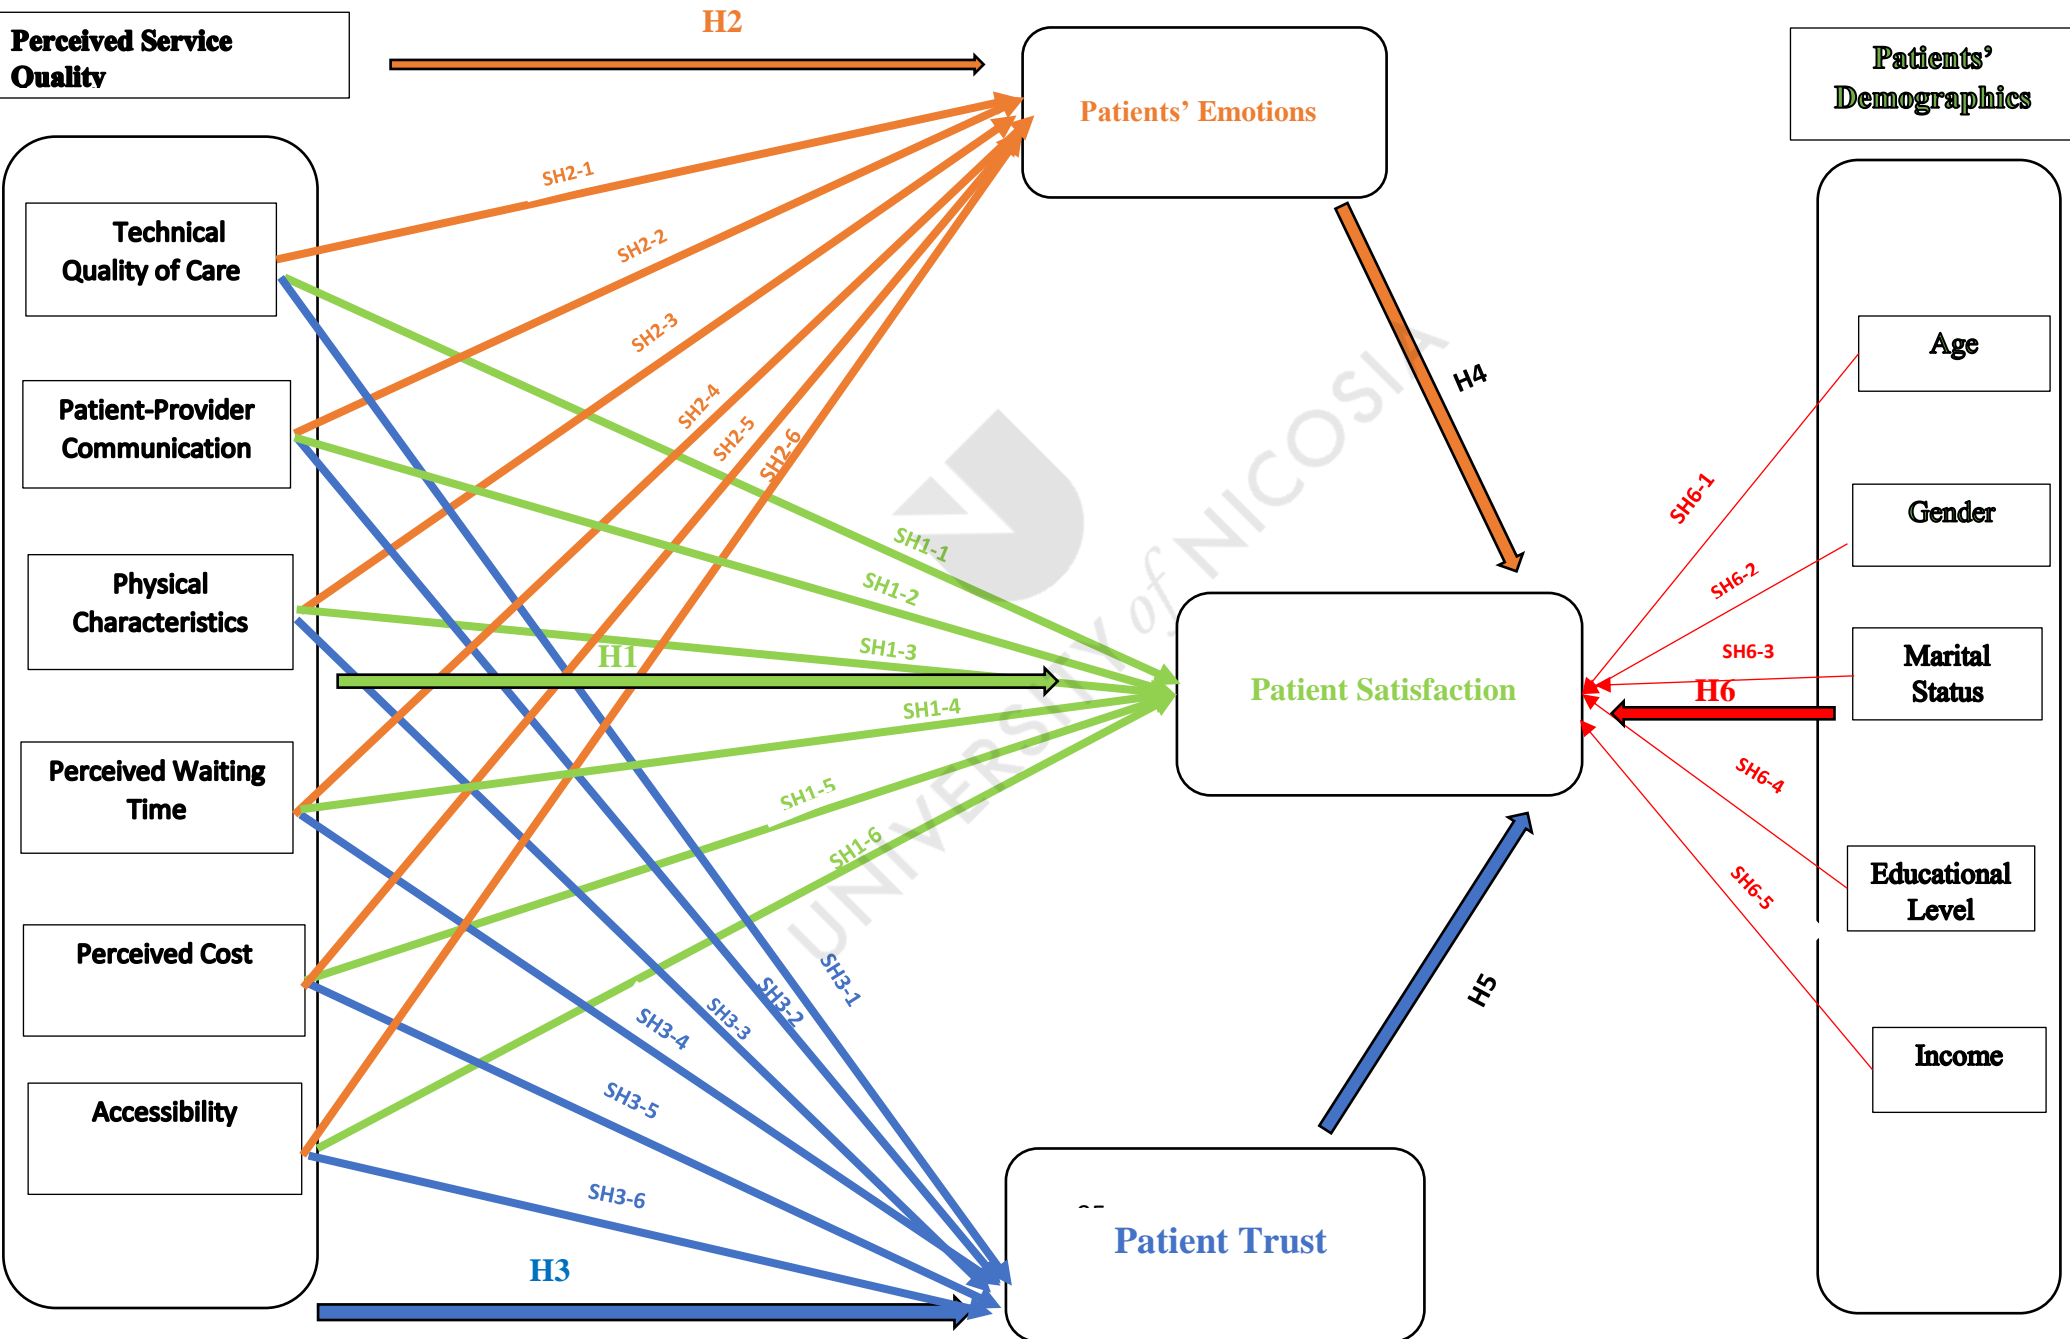 H2
Perceived Service
Quality
Patients' Emotions
Patients'
Demographics
SH2-1
SH2-2
SH2-3
SH2-4
SH2-5
SH2-6
Technical
Quality of Care
Patient-Provider
Communication
Physical
Characteristics
Perceived Waiting
Time
Perceived Cost
Accessibility
H4
SH1-1
SH1-2
SH1-3
H1
SH1-4
SH1-5
SH1-6
Patient Satisfaction
UNIVERSITY of NICOSIA
SH6-1
SH6-2
SH6-3
H6
SH6-4
SH6-5
Age
Gender
Marital
Status
Educational
Level
Income
SH3-1
SH3-2
SH3-3
SH3-4
SH3-5
SH3-6
H3
H5
Patient Trust